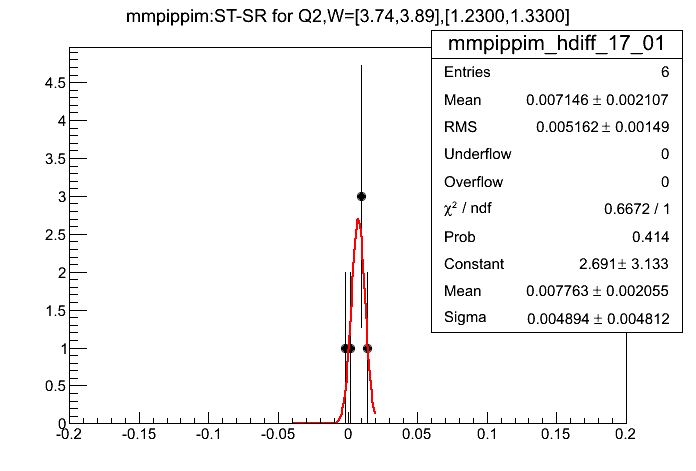 mmpippim:ST-SR for Q2,W=[3.74,3.89],[1.2300,1.3300]
mmpippim_hdiff_17_01
Entries 6
Mean 0.007146 ± 0.002107
RMS 0.005162 ± 0.00149
Underflow 0
Overflow 0
χ² / ndf 0.6672 / 1
Prob 0.414
Constant 2.691 ± 3.133
Mean 0.007763 ± 0.002055
Sigma 0.004894 ± 0.004812
4.5
4
3.5
3
2.5
2
1.5
1
0.5
0
-0.2 -0.15 -0.1 -0.05 0 0.05 0.1 0.15 0.2